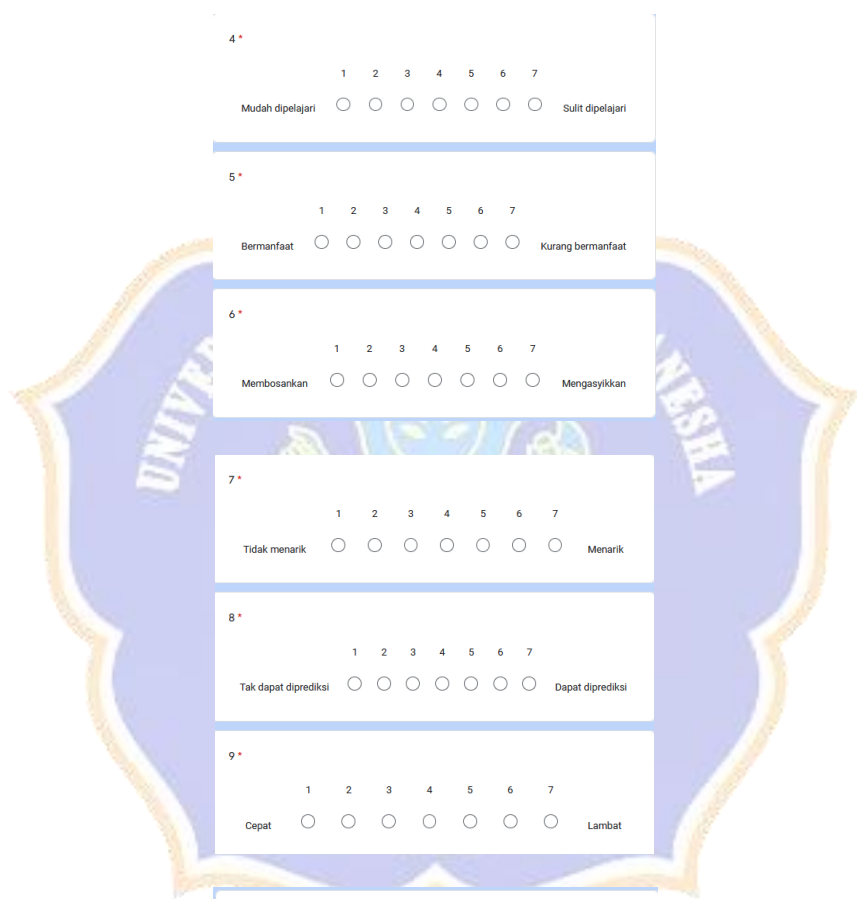 4 *
1 2 3 4 5 6 7
Mudah dipelajari Sulit dipelajari
5 *
1 2 3 4 5 6 7
Bermanfaat Kurang bermanfaat
6 *
1 2 3 4 5 6 7
Membosankan Mengasyikkan
7 *
1 2 3 4 5 6 7
Tidak menarik Menarik
8 *
1 2 3 4 5 6 7
Tak dapat diprediksi Dapat diprediksi
9 *
1 2 3 4 5 6 7
Cepat Lambat